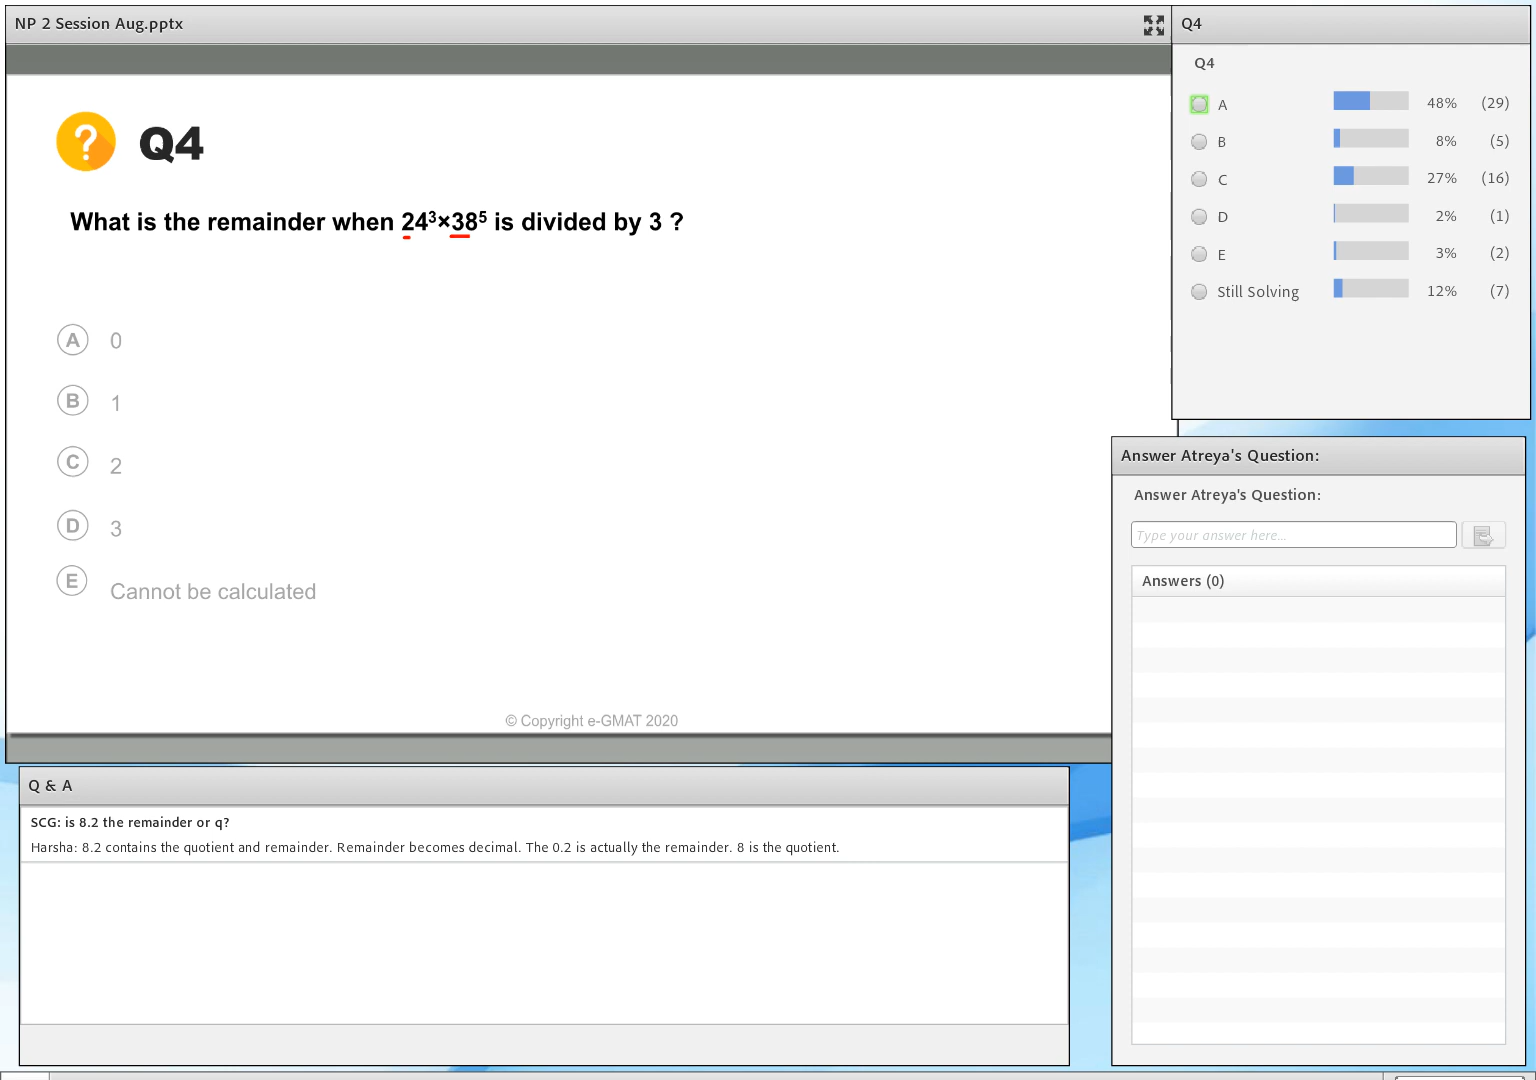 NP 2 Session Aug.pptx
Q4
What is the remainder when 24³×38⁵ is divided by 3 ?
A 0
B 1
C 2
D 3
E Cannot be calculated
© Copyright e-GMAT 2020
Q4
Q4
A 48% (29)
B 8% (5)
C 27% (16)
D 2% (1)
E 3% (2)
Still Solving 12% (7)
Answer Atreya's Question:
Answer Atreya's Question:
Type your answer here...
Answers (0)
Q & A
SCG: is 8.2 the remainder or q?
Harsha: 8.2 contains the quotient and remainder. Remainder becomes decimal. The 0.2 is actually the remainder. 8 is the quotient.